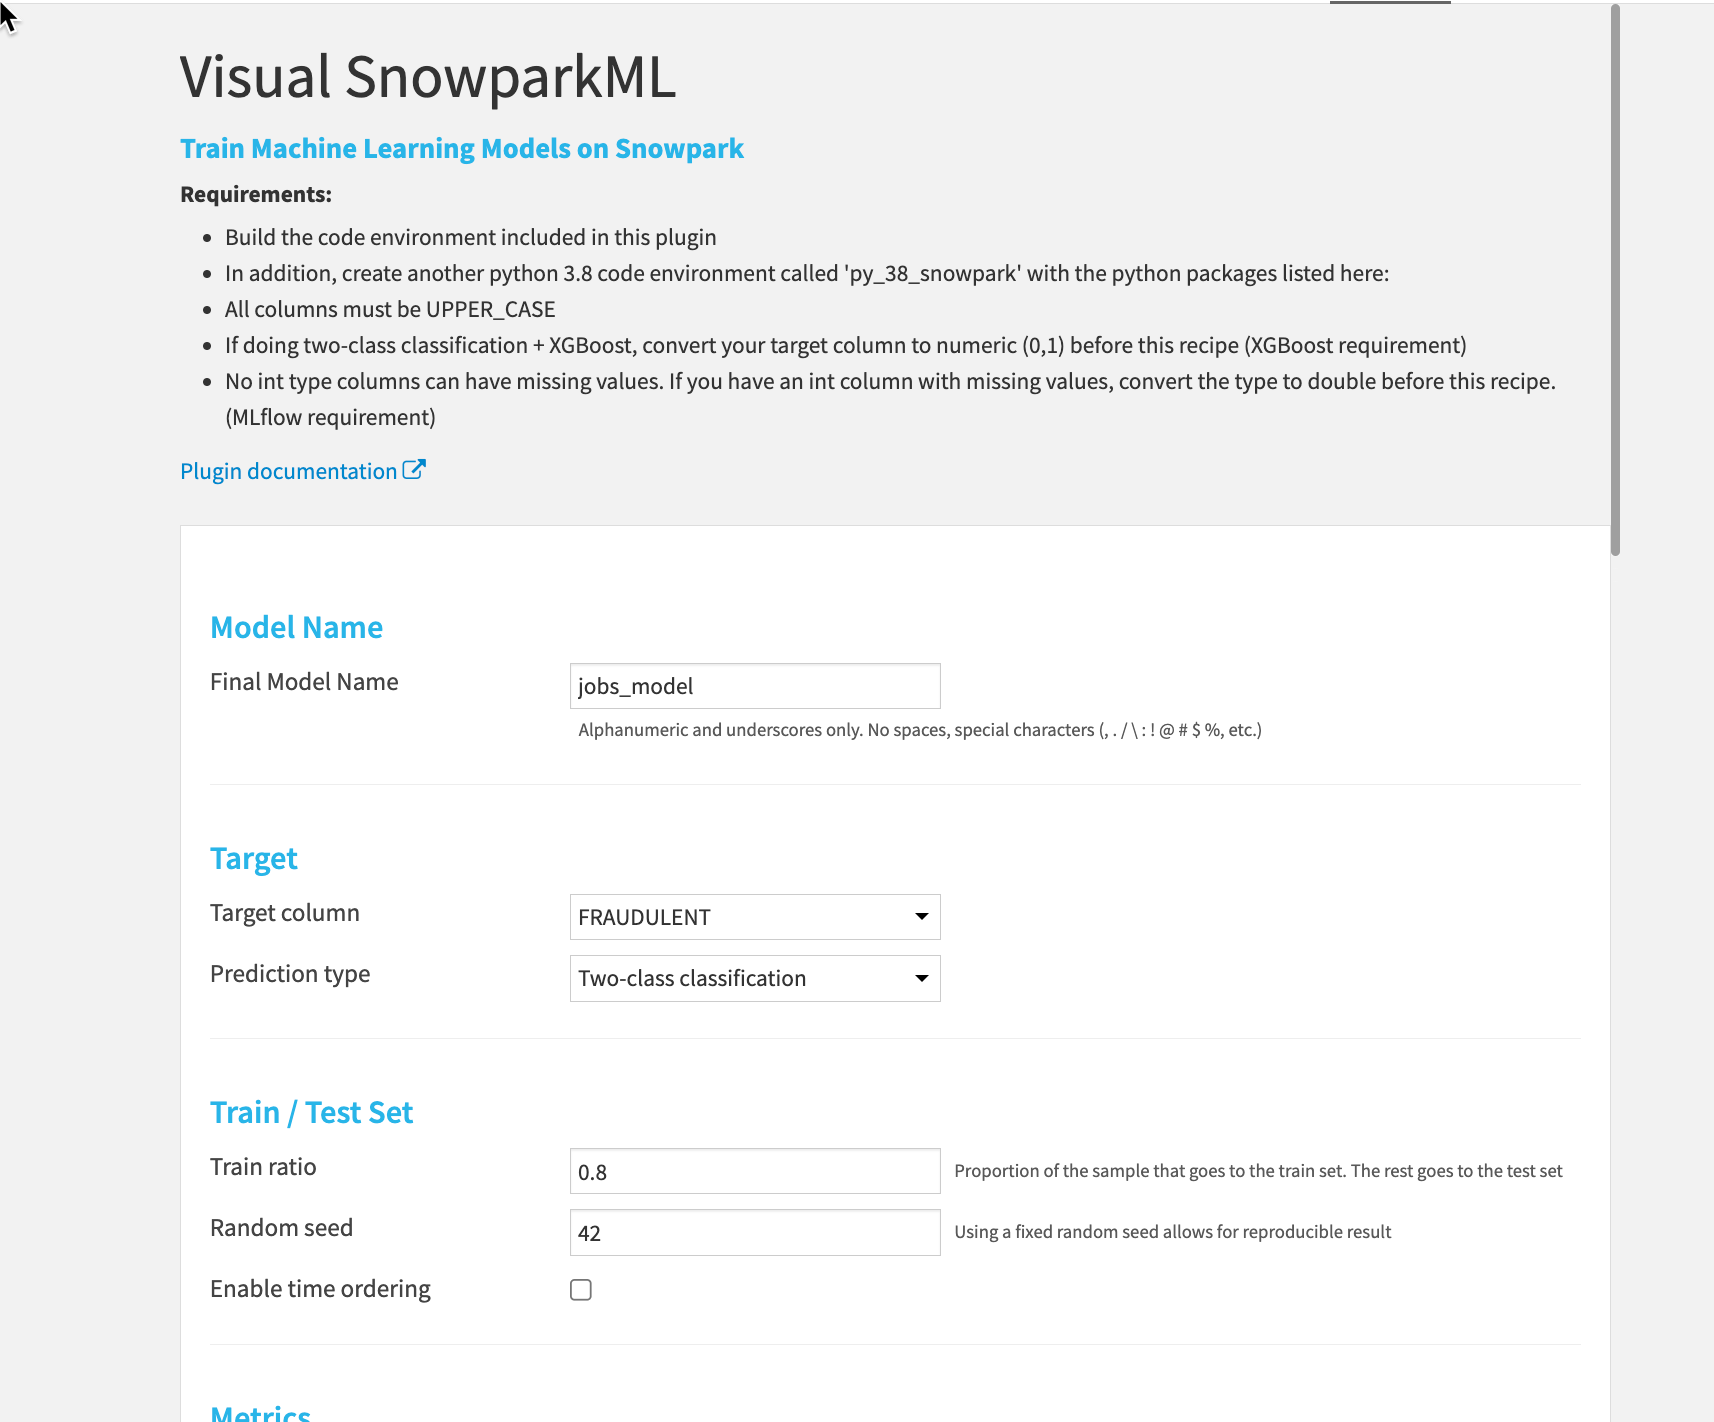 Visual SnowparkML
Train Machine Learning Models on Snowpark
Requirements:
Build the code environment included in this plugin
In addition, create another python 3.8 code environment called 'py_38_snowpark' with the python packages listed here:
All columns must be UPPER_CASE
If doing two-class classification + XGBoost, convert your target column to numeric (0,1) before this recipe (XGBoost requirement)
No int type columns can have missing values. If you have an int column with missing values, convert the type to double before this recipe.
(MLflow requirement)
Plugin documentation
Model Name
Final Model Name
jobs_model
Alphanumeric and underscores only. No spaces, special characters (, . / \ : ! @ # $ %, etc.)
Target
Target column
FRAUDULENT
Prediction type
Two-class classification
Train / Test Set
Train ratio
0.8
Proportion of the sample that goes to the train set. The rest goes to the test set
Random seed
42
Using a fixed random seed allows for reproducible result
Enable time ordering
Metrics